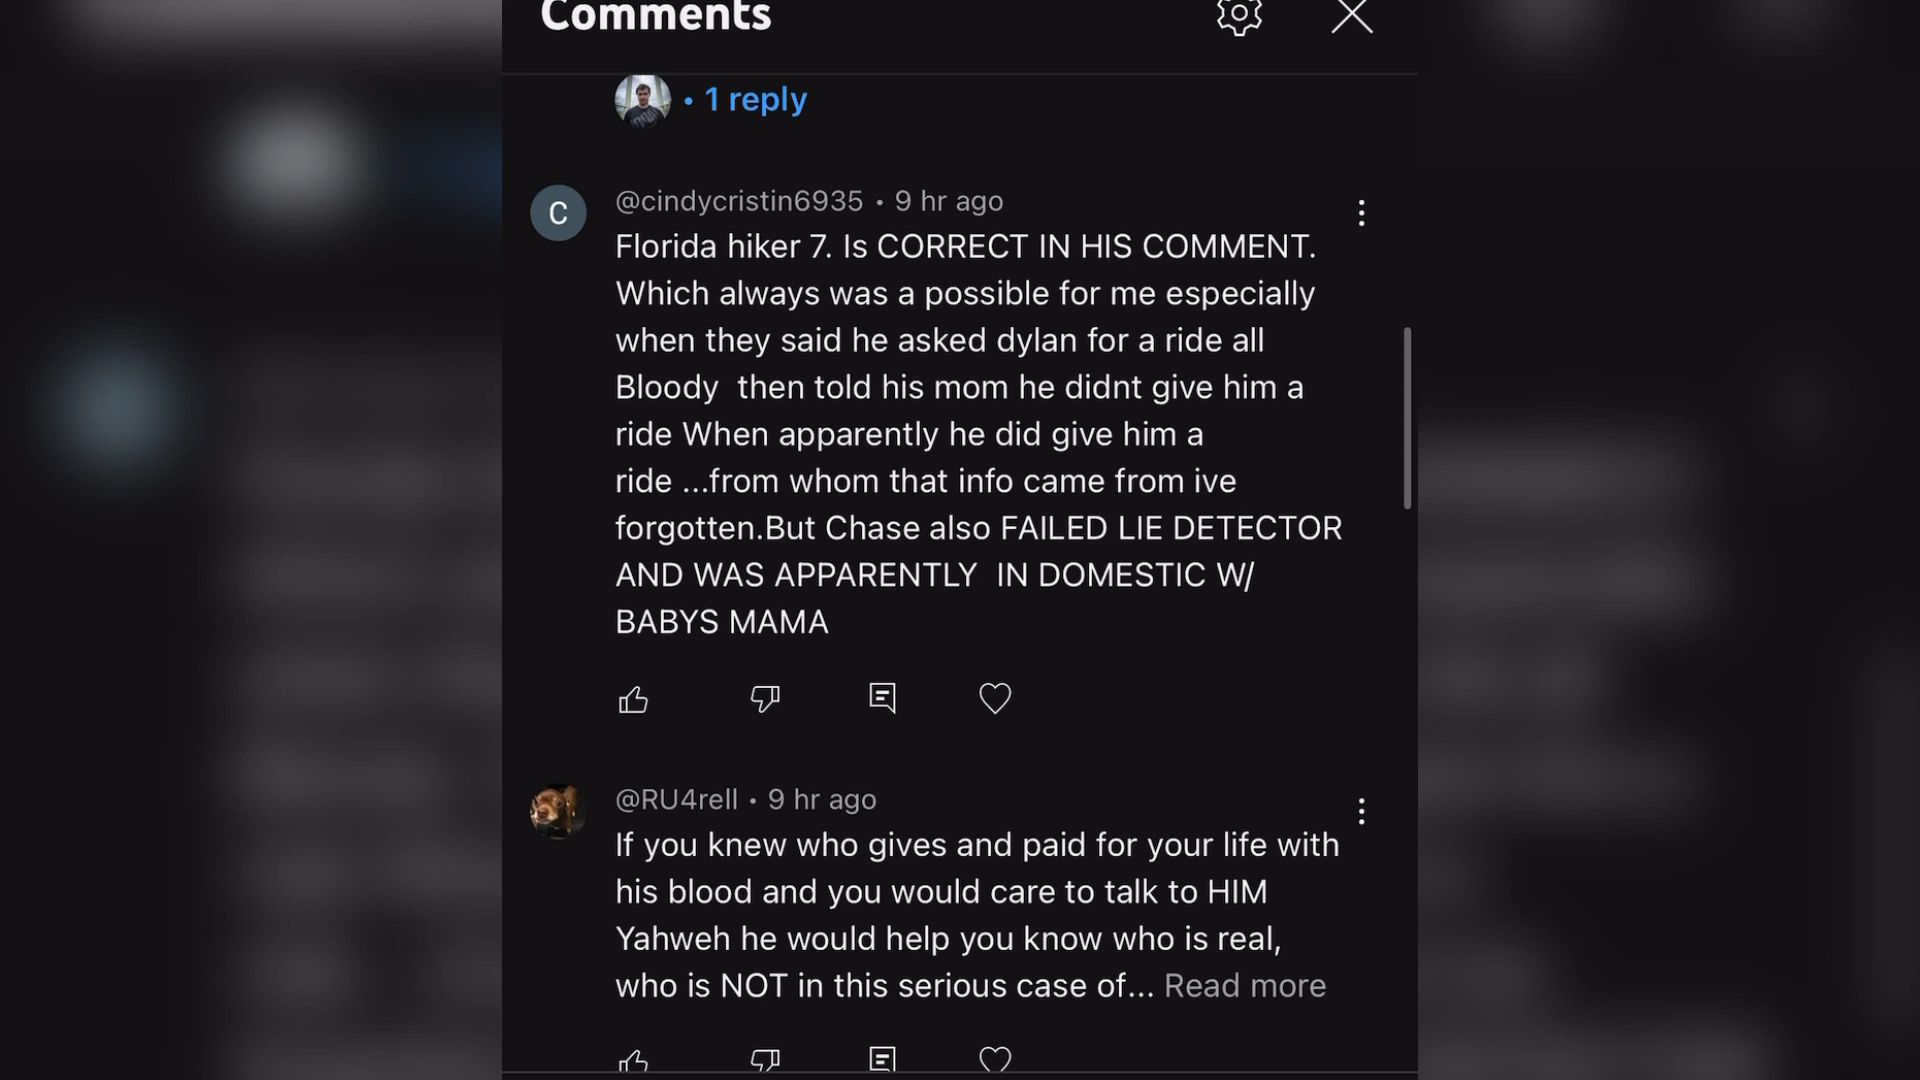 Comments
• 1 reply
C
@cindycristin6935 • 9 hr ago
Florida hiker 7. Is CORRECT IN HIS COMMENT.
Which always was a possible for me especially
when they said he asked dylan for a ride all
Bloody  then told his mom he didnt give him a
ride When apparently he did give him a
ride ...from whom that info came from ive
forgotten.But Chase also FAILED LIE DETECTOR
AND WAS APPARENTLY  IN DOMESTIC W/
BABYS MAMA
@RU4rell • 9 hr ago
If you knew who gives and paid for your life with
his blood and you would care to talk to HIM
Yahweh he would help you know who is real,
who is NOT in this serious case of... Read more